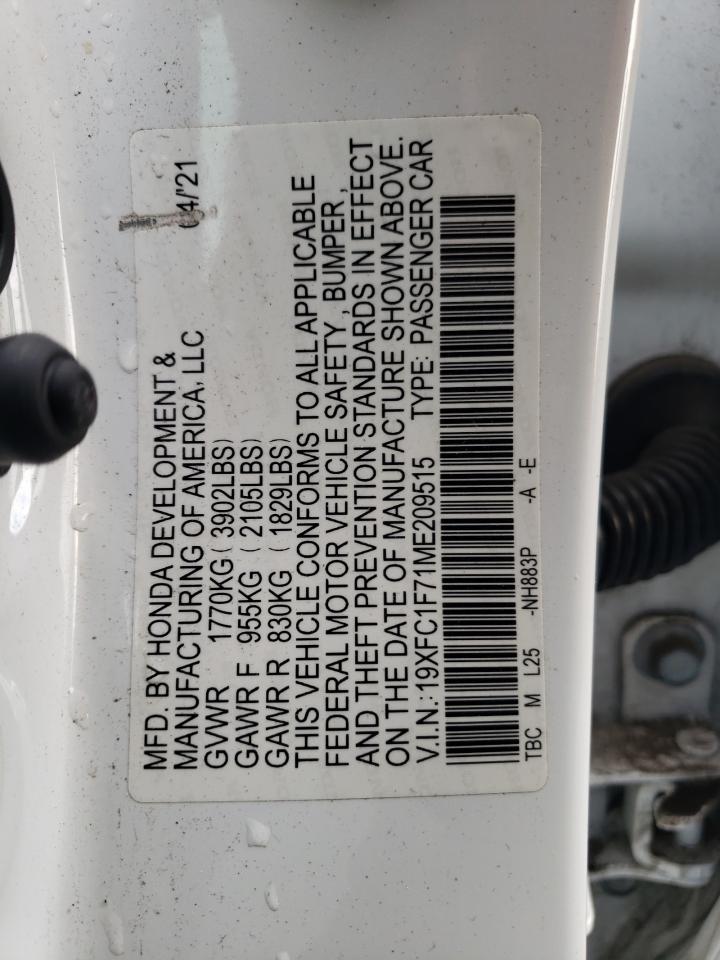 MFD. BY HONDA DEVELOPMENT &
MANUFACTURING OF AMERICA, LLC 04/'21
GVWR 1770KG ( 3902LBS)
GAWR F 955KG ( 2105LBS)
GAWR R 830KG ( 1829LBS)
THIS VEHICLE CONFORMS TO ALL APPLICABLE
FEDERAL MOTOR VEHICLE SAFETY, BUMPER,
AND THEFT PREVENTION STANDARDS IN EFFECT
ON THE DATE OF MANUFACTURE SHOWN ABOVE.
V.I.N.:19XFC1F71ME209515 TYPE: PASSENGER CAR
TBC M L25 -NH883P -A -E